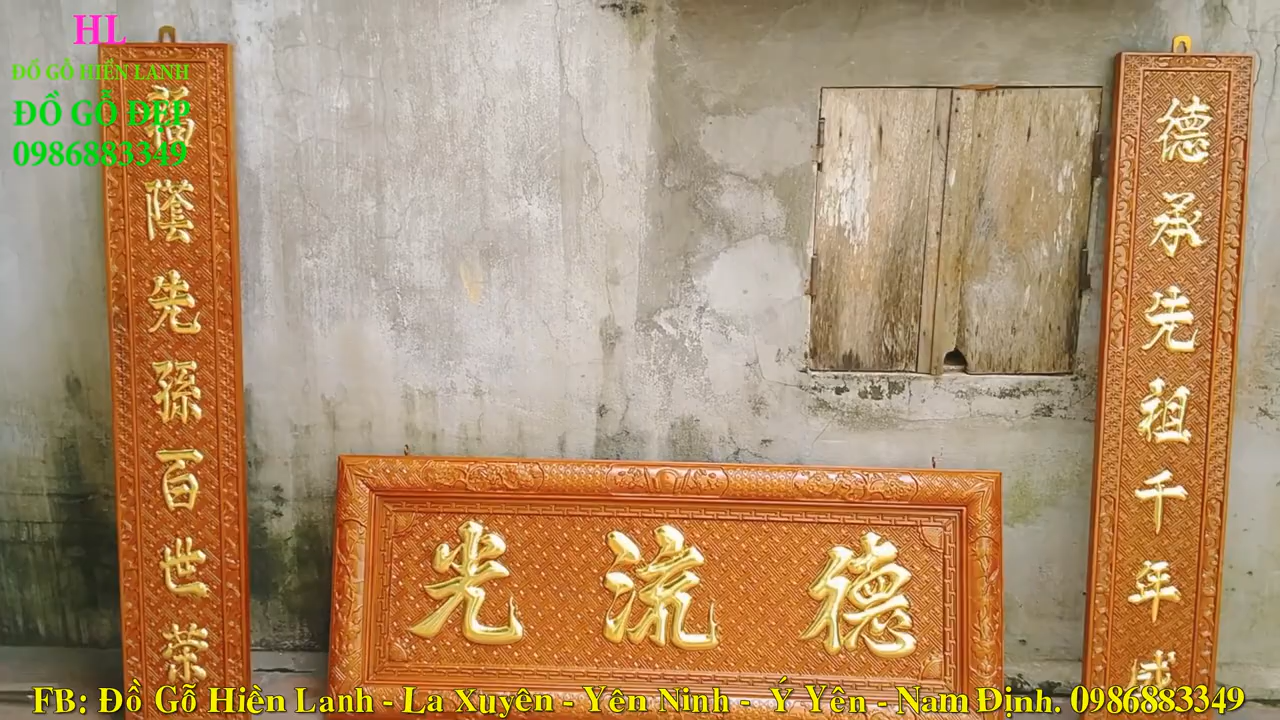 HL
ĐỒ GỖ HIỀN LANH
ĐỒ GỖ ĐẸP
0986883349
德承先祖千年
福蔭先孫百世榮
德流光
FB: Đồ Gỗ Hiền Lanh - La Xuyên - Yên Ninh - Ý Yên - Nam Định. 0986883349